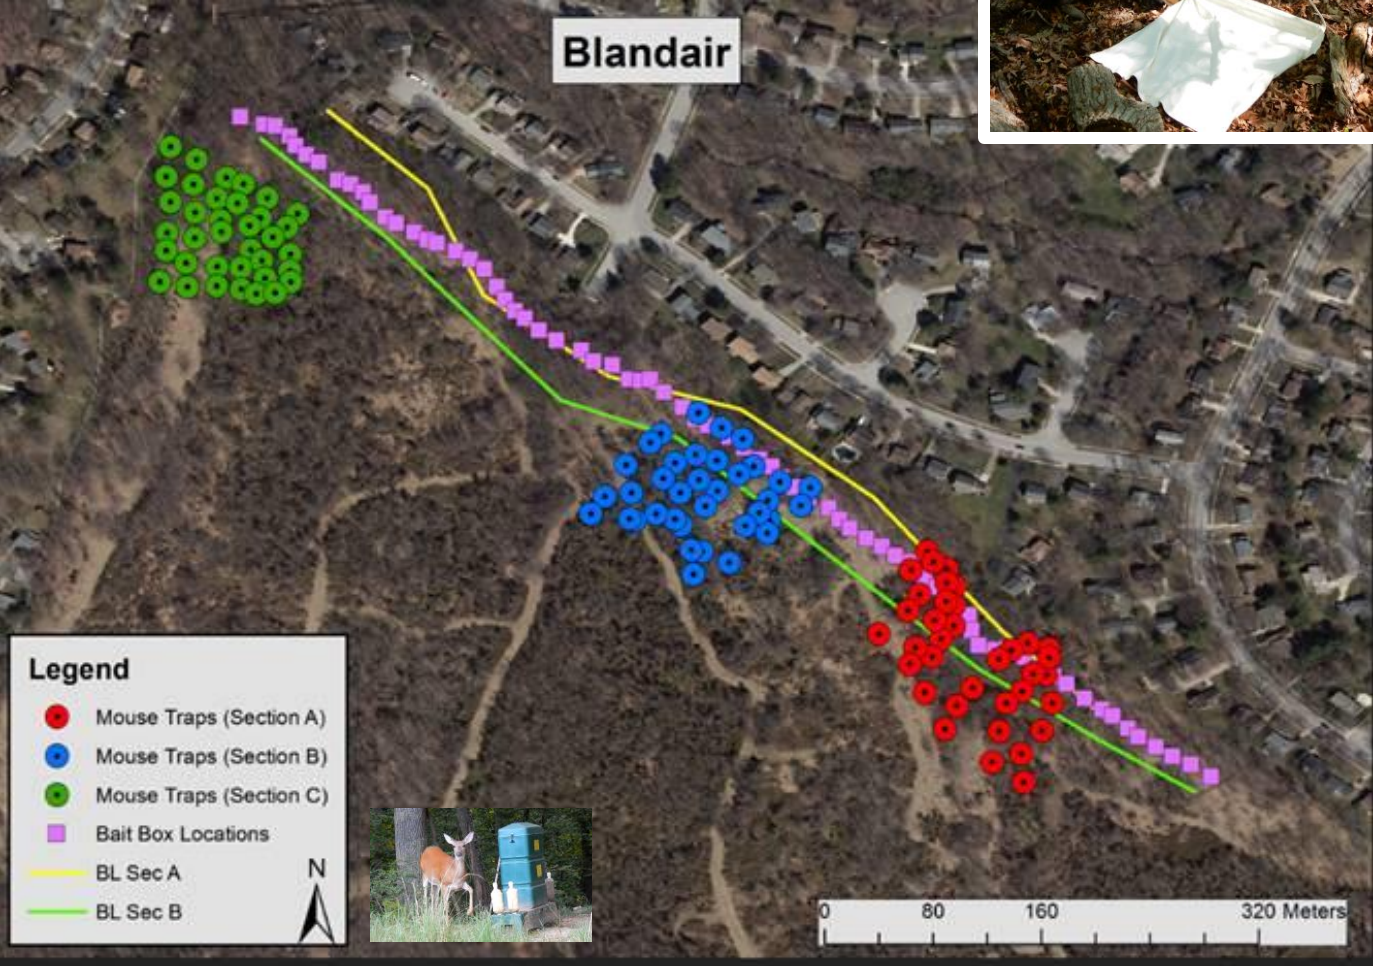 Blandair
Legend
Mouse Traps (Section A)
Mouse Traps (Section B)
Mouse Traps (Section C)
Bait Box Locations
BL Sec A
BL Sec B
N
0 80 160 320 Meters